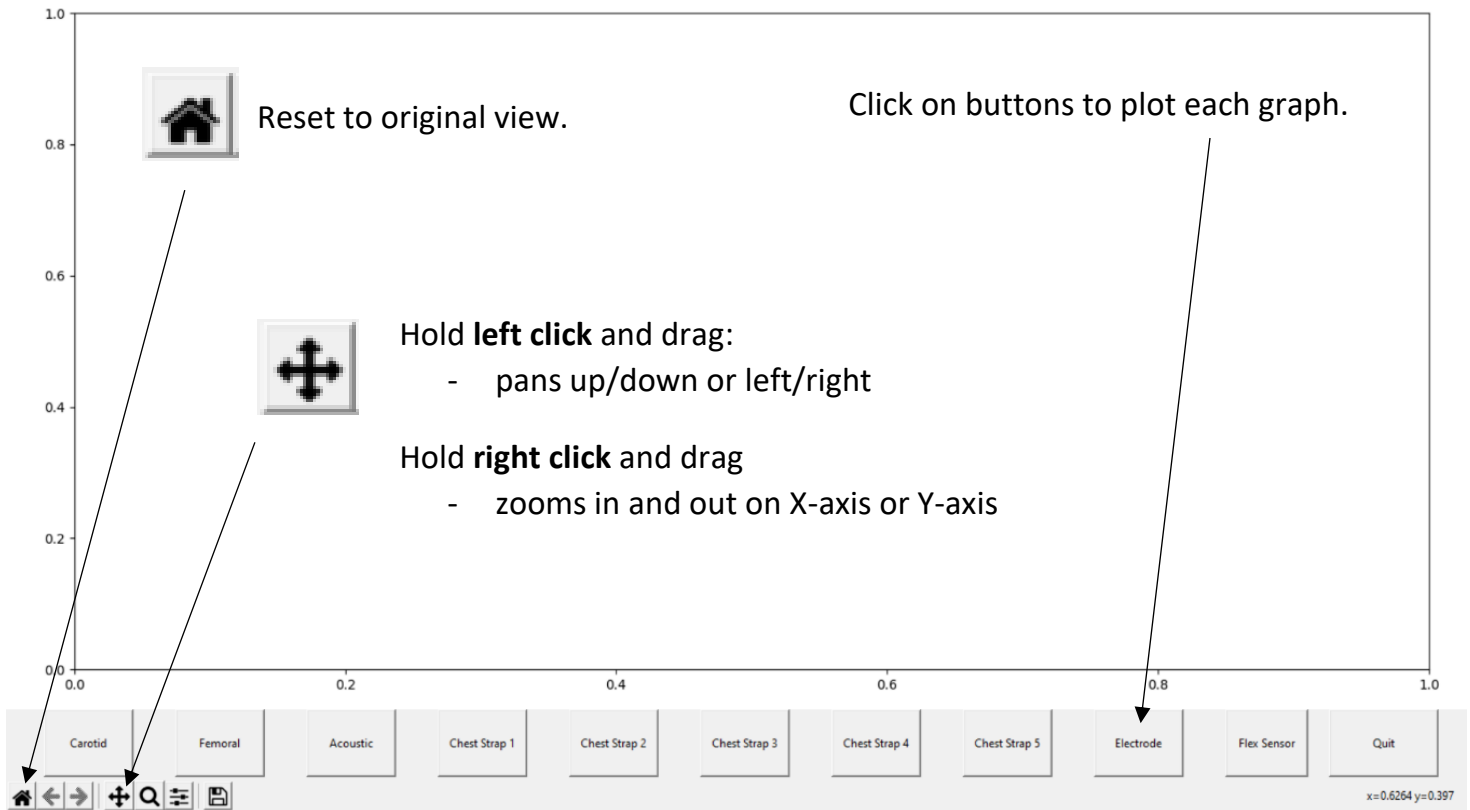 1.0
Reset to original view.
Click on buttons to plot each graph.
0.8
0.6
Hold left click and drag:
- pans up/down or left/right
0.4
Hold right click and drag
- zooms in and out on X-axis or Y-axis
0.2
0.0
0.0 0.2 0.4 0.6 0.8 1.0
Carotid Femoral Acoustic Chest Strap 1 Chest Strap 2 Chest Strap 3 Chest Strap 4 Chest Strap 5 Electrode Flex Sensor Quit
x=0.6264 y=0.397